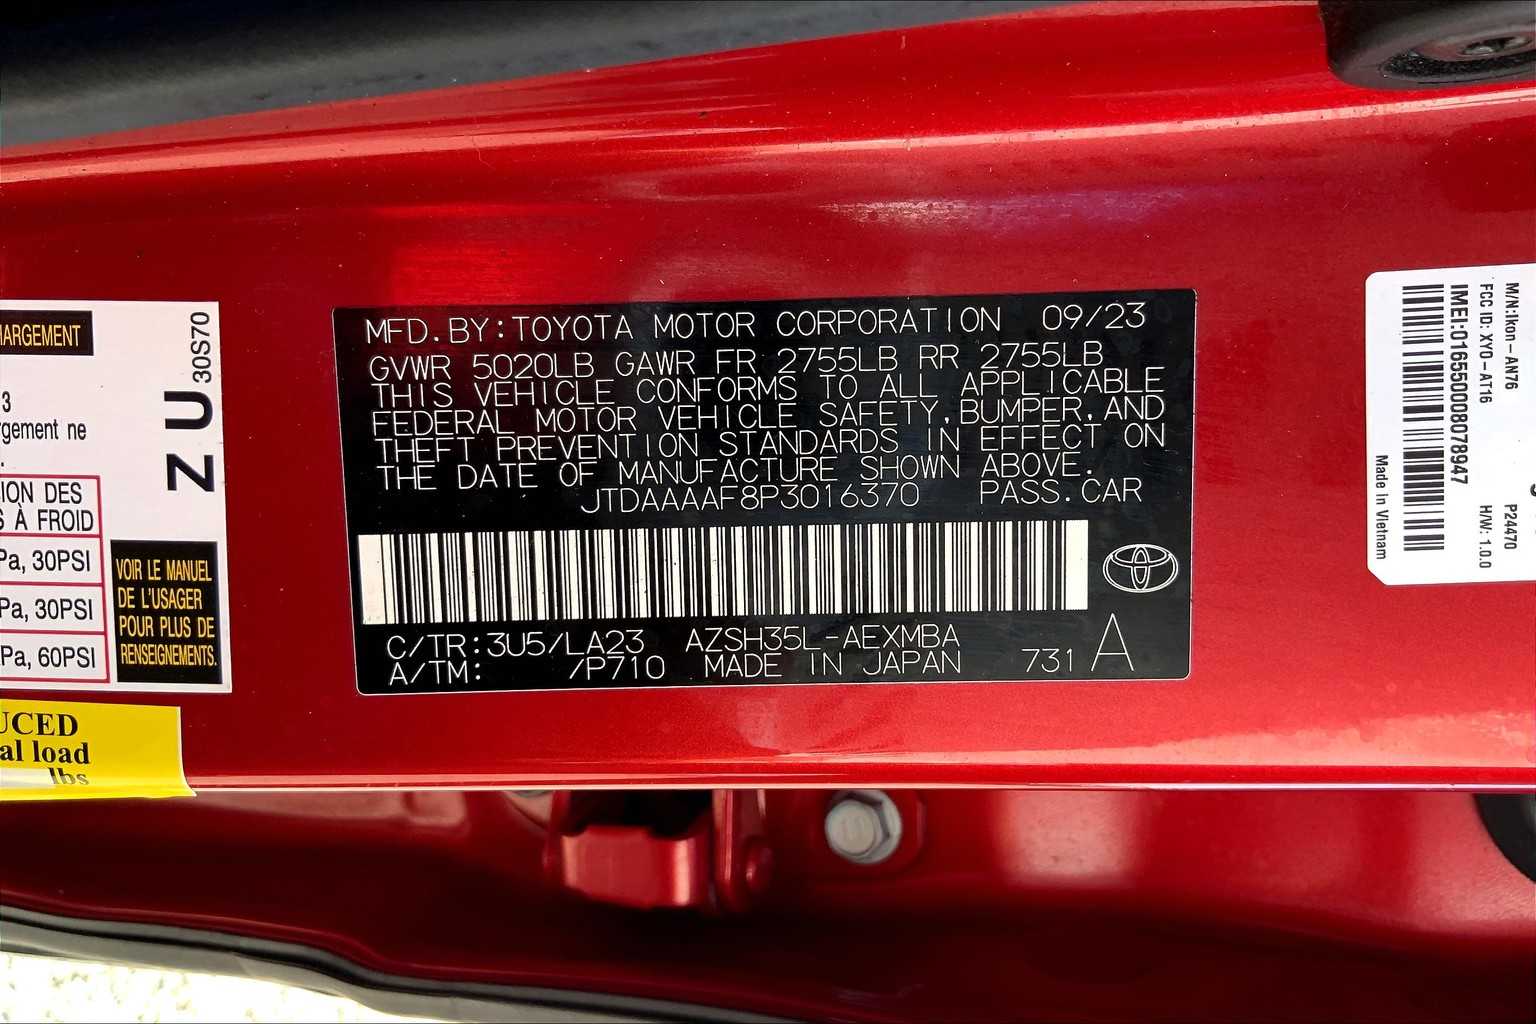 MFD.BY:TOYOTA MOTOR CORPORATION 09/23
GVWR 5020LB GAWR FR 2755LB RR 2755LB
THIS VEHICLE CONFORMS TO ALL APPLICABLE
FEDERAL MOTOR VEHICLE SAFETY,BUMPER,AND
THEFT PREVENTION STANDARDS IN EFFECT ON
THE DATE OF MANUFACTURE SHOWN ABOVE.
JTDAAAAF8P3016370 PASS.CAR
C/TR:3U5/LA23 AZSH35L-AEXMBA
A/TM: /P710 MADE IN JAPAN 731 A
HARGEMENT
3
rgement ne
ION DES
S À FROID
Pa, 30PSI
Pa, 30PSI
Pa, 60PSI
ZU 30S70
VOIR LE MANUEL
DE L'USAGER
POUR PLUS DE
RENSEIGNEMENTS.
UCED
al load
lbs
M/N:Ikon-AN76 P24470
FCC ID: XY0-AT16 H/W: 1.0.0
IMEI:016550008078947
Made In Vietnam